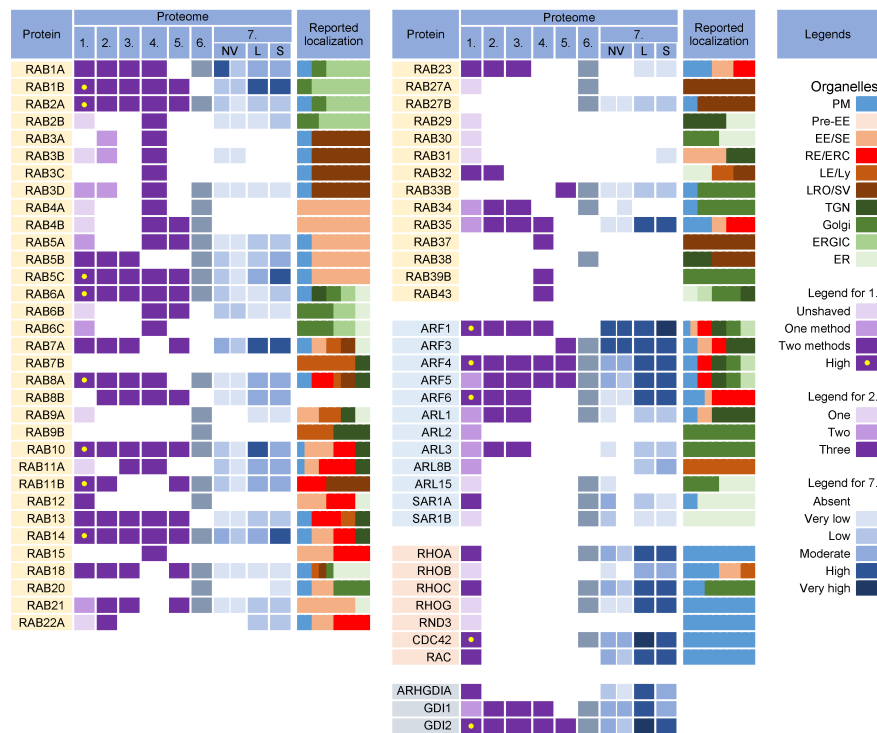 Protein
Proteome
Reported localization
1. 2. 3. 4. 5. 6. 7.
NV L S
RAB1A
RAB1B
RAB2A
RAB2B
RAB3A
RAB3B
RAB3C
RAB3D
RAB4A
RAB4B
RAB5A
RAB5B
RAB5C
RAB6A
RAB6B
RAB6C
RAB7A
RAB7B
RAB8A
RAB8B
RAB9A
RAB9B
RAB10
RAB11A
RAB11B
RAB12
RAB13
RAB14
RAB15
RAB18
RAB20
RAB21
RAB22A
Protein
Proteome
Reported localization
1. 2. 3. 4. 5. 6. 7.
NV L S
RAB23
RAB27A
RAB27B
RAB29
RAB30
RAB31
RAB32
RAB33B
RAB34
RAB35
RAB37
RAB38
RAB39B
RAB43
ARF1
ARF3
ARF4
ARF5
ARF6
ARL1
ARL2
ARL3
ARL8B
ARL15
SAR1A
SAR1B
RHOA
RHOB
RHOC
RHOG
RND3
CDC42
RAC
ARHGDIA
GDI1
GDI2
Legends
Organelles
PM
Pre-EE
EE/SE
RE/ERC
LE/Ly
LRO/SV
TGN
Golgi
ERGIC
ER
Legend for 1.
Unshaved
One method
Two methods
High
Legend for 2.
One
Two
Three
Legend for 7.
Absent
Very low
Low
Moderate
High
Very high